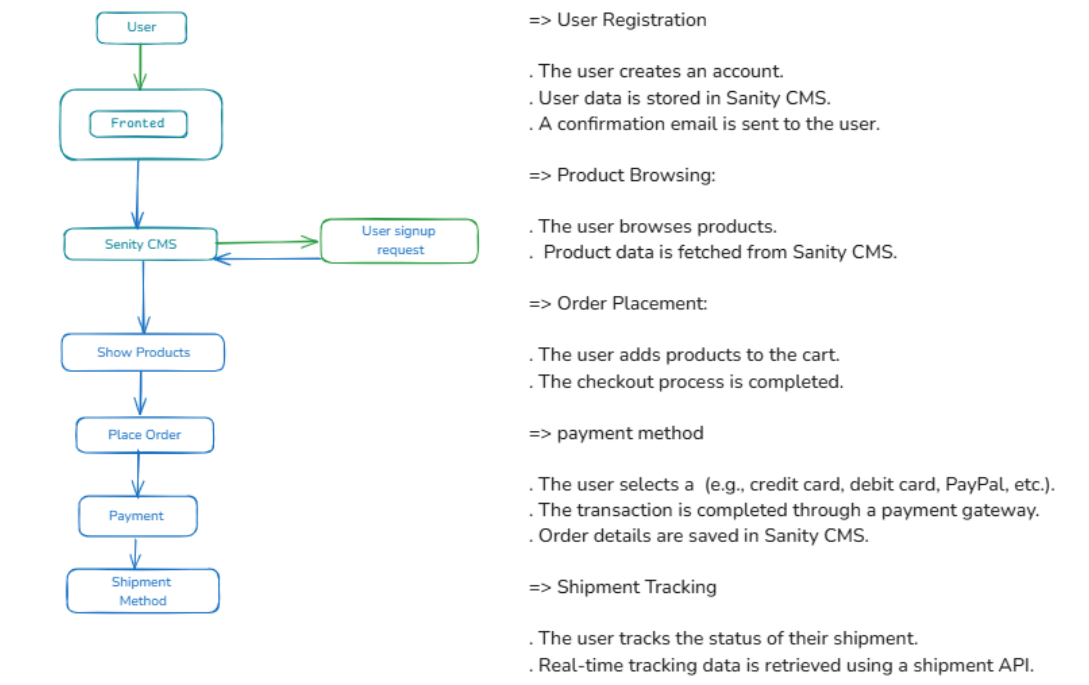 User
Fronted
Senity CMS
User signup
request
Show Products
Place Order
Payment
Shipment
Method
=> User Registration
. The user creates an account.
. User data is stored in Sanity CMS.
. A confirmation email is sent to the user.
=> Product Browsing:
. The user browses products.
.  Product data is fetched from Sanity CMS.
=> Order Placement:
. The user adds products to the cart.
. The checkout process is completed.
=> payment method
. The user selects a  (e.g., credit card, debit card, PayPal, etc.).
. The transaction is completed through a payment gateway.
. Order details are saved in Sanity CMS.
=> Shipment Tracking
. The user tracks the status of their shipment.
. Real-time tracking data is retrieved using a shipment API.